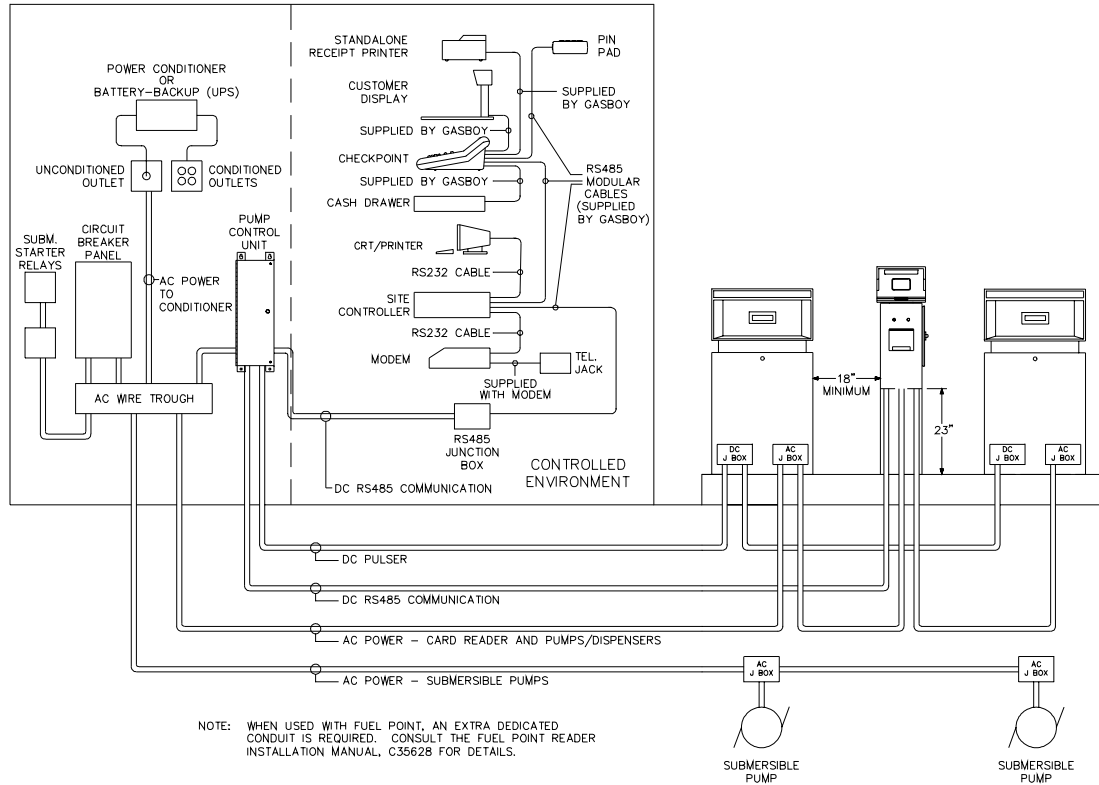 STANDALONE
RECEIPT PRINTER
PIN
PAD
POWER CONDITIONER
OR
BATTERY-BACKUP (UPS)
CUSTOMER
DISPLAY
SUPPLIED
BY GASBOY
SUPPLIED BY GASBOY
CHECKPOINT
UNCONDITIONED
OUTLET
CONDITIONED
OUTLETS
RS485
MODULAR
CABLES
(SUPPLIED
BY GASBOY)
SUPPLIED BY GASBOY
CASH DRAWER
SUBM.
STARTER
RELAYS
CIRCUIT
BREAKER
PANEL
PUMP
CONTROL
UNIT
CRT/PRINTER
RS232 CABLE
AC POWER
TO
CONDITIONER
SITE
CONTROLLER
RS232 CABLE
MODEM
TEL.
JACK
SUPPLIED
WITH MODEM
AC WIRE TROUGH
RS485
JUNCTION
BOX
CONTROLLED
ENVIRONMENT
DC RS485 COMMUNICATION
18"
MINIMUM
23"
DC
J BOX
AC
J BOX
DC
J BOX
AC
J BOX
DC PULSER
DC RS485 COMMUNICATION
AC POWER – CARD READER AND PUMPS/DISPENSERS
AC POWER – SUBMERSIBLE PUMPS
AC
J BOX
AC
J BOX
NOTE: WHEN USED WITH FUEL POINT, AN EXTRA DEDICATED
CONDUIT IS REQUIRED. CONSULT THE FUEL POINT READER
INSTALLATION MANUAL, C35628 FOR DETAILS.
SUBMERSIBLE
PUMP
SUBMERSIBLE
PUMP